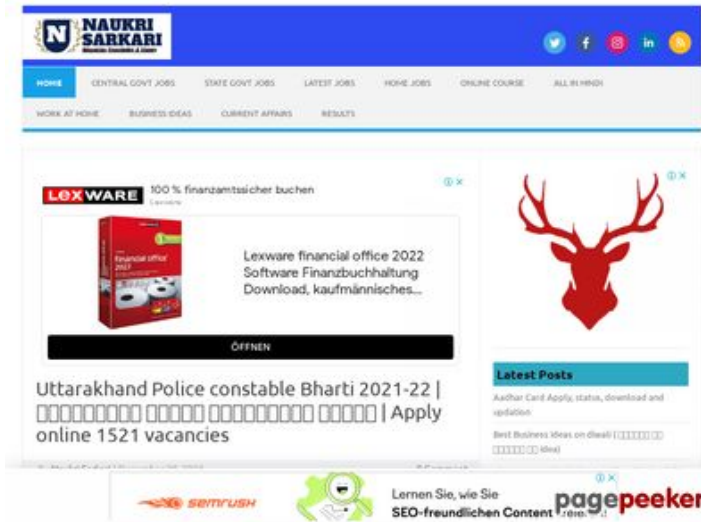 NAUKRI
SARKARI
HOME CENTRAL GOVT JOBS STATE GOVT JOBS LATEST JOBS HOME JOBS ONLINE COURSE ALL IN HINDI
WORK AT HOME BUSINESS IDEAS CURRENT AFFAIRS RESULTS
LEXWARE 100 % finanzamtssicher buchen
Lexware
financial office
Lexware financial office 2022
Software Finanzbuchhaltung
Download, kaufmännisches...
ÖFFNEN
Latest Posts
Aadhar Card Apply, status, download and
updation
Best Business ideas on diwali (
idea)
Uttarakhand Police constable Bharti 2021-22 |
| Apply
online 1521 vacancies
semrush
Lernen Sie, wie Sie
SEO-freundlichen Content
pagepeeker